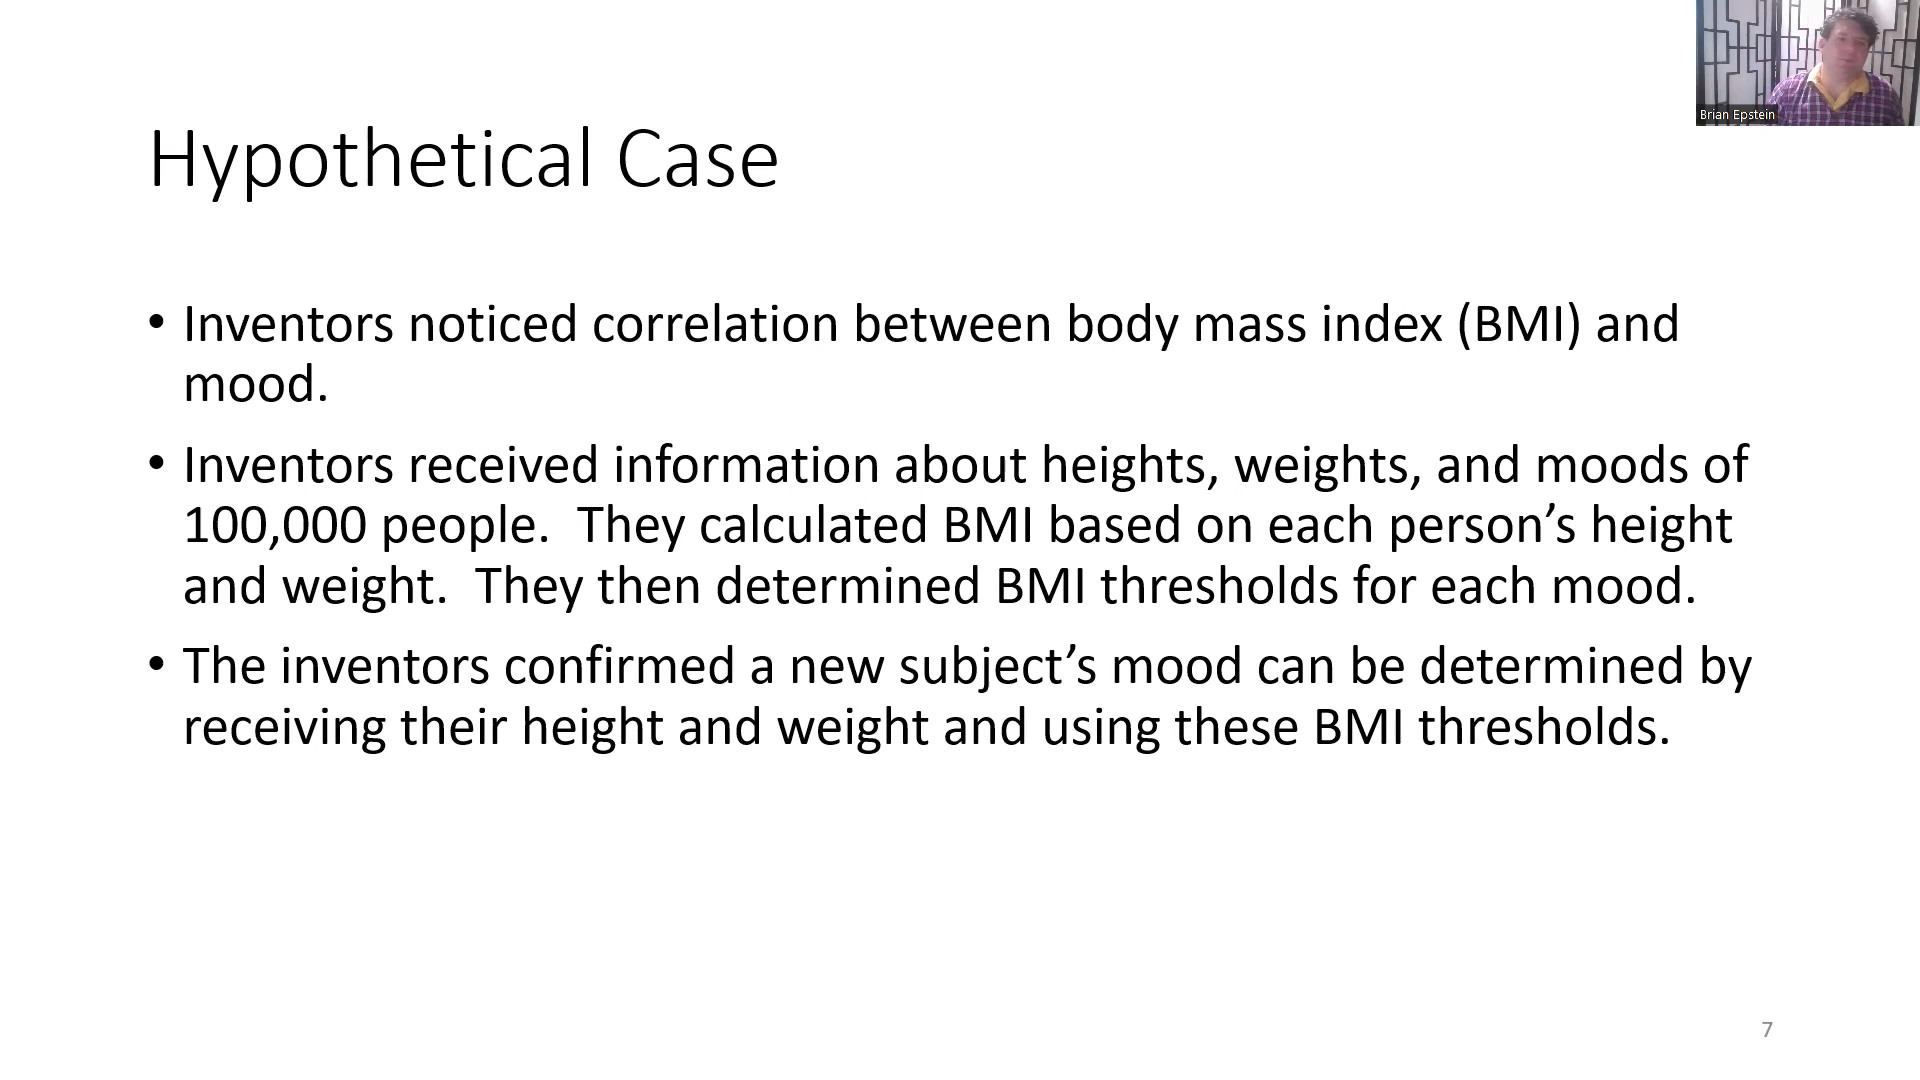 Brian Epstein
Hypothetical Case
• Inventors noticed correlation between body mass index (BMI) and
mood.
• Inventors received information about heights, weights, and moods of
100,000 people.  They calculated BMI based on each person’s height
and weight.  They then determined BMI thresholds for each mood.
• The inventors confirmed a new subject’s mood can be determined by
receiving their height and weight and using these BMI thresholds.
7